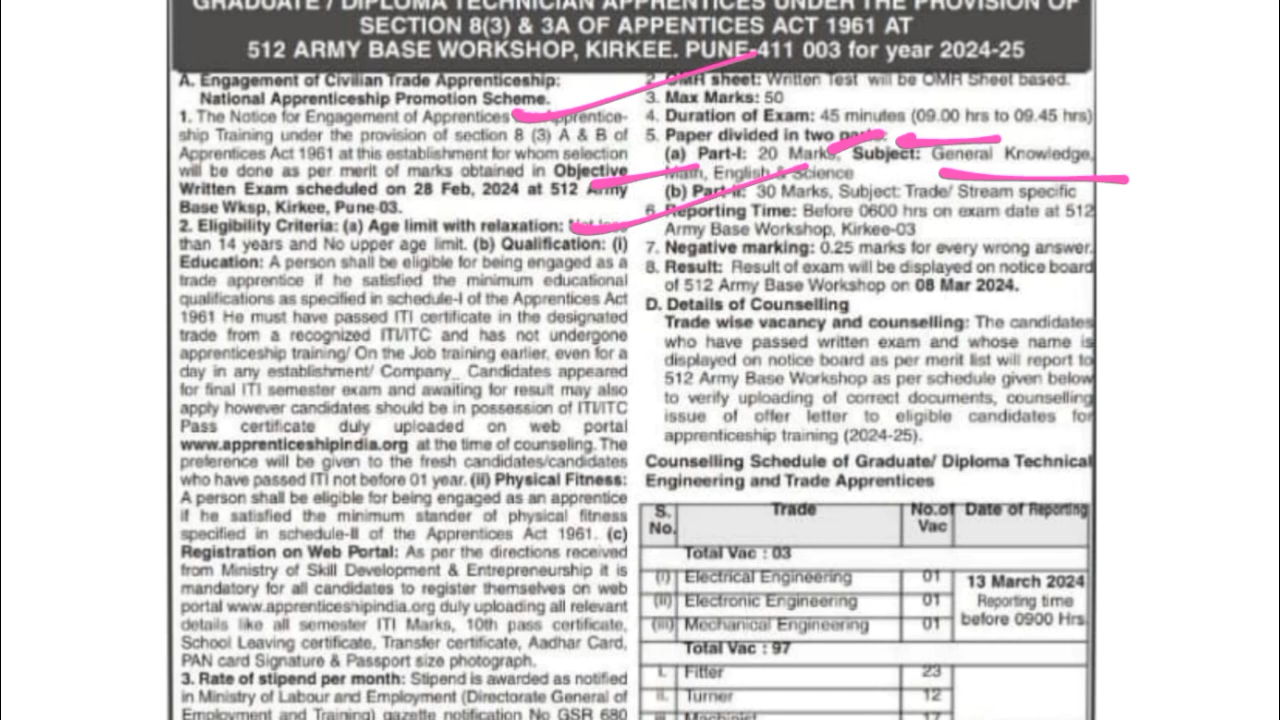 GRADUATE / DIPLOMA TECHNICIAN APPRENTICES UNDER THE PROVISION OF
SECTION 8(3) & 3A OF APPENTICES ACT 1961 AT
512 ARMY BASE WORKSHOP, KIRKEE. PUNE-411 003 for year 2024-25
A. Engagement of Civilian Trade Apprenticeship:
National Apprenticeship Promotion Scheme.
1. The Notice for Engagement of Apprentices Apprentice-
ship Training under the provision of section 8 (3) A & B of
Apprentices Act 1961 at this establishment for whom selection
will be done as per merit of marks obtained in Objective
Written Exam scheduled on 28 Feb, 2024 at 512 Army
Base Wksp, Kirkee, Pune-03.
2. Eligibility Criteria: (a) Age limit with relaxation: Not less
than 14 years and No upper age limit. (b) Qualification: (i)
Education: A person shall be eligible for being engaged as a
trade apprentice if he satisfied the minimum educational
qualifications as specified in schedule-I of the Apprentices Act
1961 He must have passed ITI certificate in the designated
trade from a recognized ITI/ITC and has not undergone
apprenticeship training/ On the Job training earlier, even for a
day in any establishment/ Company_ Candidates appeared
for final ITI semester exam and awaiting for result may also
apply however candidates should be in possession of ITI/ITC
Pass certificate duly uploaded on web portal
www.apprenticeshipindia.org at the time of counseling. The
preference will be given to the fresh candidates/candidates
who have passed ITI not before 01 year. (ii) Physical Fitness:
A person shall be eligible for being engaged as an apprentice
if he satisfied the minimum stander of physical fitness
specified in schedule-II of the Apprentices Act 1961. (c)
Registration on Web Portal: As per the directions received
from Ministry of Skill Development & Entrepreneurship it is
mandatory for all candidates to register themselves on web
portal www.apprenticeshipindia.org duly uploading all relevant
details like all semester ITI Marks, 10th pass certificate,
School Leaving certificate, Transfer certificate, Aadhar Card,
PAN card Signature & Passport size photograph.
3. Rate of stipend per month: Stipend is awarded as notified
in Ministry of Labour and Employment (Directorate General of
Employment and Training) gazette notification No GSR 680
2. OMR sheet: Written Test will be OMR Sheet based.
3. Max Marks: 50
4. Duration of Exam: 45 minutes (09.00 hrs to 09.45 hrs)
5. Paper divided in two parts:
(a) Part-I: 20 Marks, Subject: General Knowledge,
Math, English & Science
(b) Part-II: 30 Marks, Subject: Trade/ Stream specific
6. Reporting Time: Before 0600 hrs on exam date at 512
Army Base Workshop, Kirkee-03
7. Negative marking: 0.25 marks for every wrong answer.
8. Result: Result of exam will be displayed on notice board
of 512 Army Base Workshop on 08 Mar 2024.
D. Details of Counselling
Trade wise vacancy and counselling: The candidates
who have passed written exam and whose name is
displayed on notice board as per merit list will report to
512 Army Base Workshop as per schedule given below
to verify uploading of correct documents, counselling
issue of offer letter to eligible candidates for
apprenticeship training (2024-25).
Counselling Schedule of Graduate/ Diploma Technical
Engineering and Trade Apprentices
S. No. Trade No.of Vac Date of Reporting
Total Vac : 03
(i) Electrical Engineering 01 13 March 2024
(ii) Electronic Engineering 01 Reporting time
(iii) Mechanical Engineering 01 before 0900 Hrs
Total Vac : 97
i. Fitter 23
ii. Turner 12
iii. Machinist 17